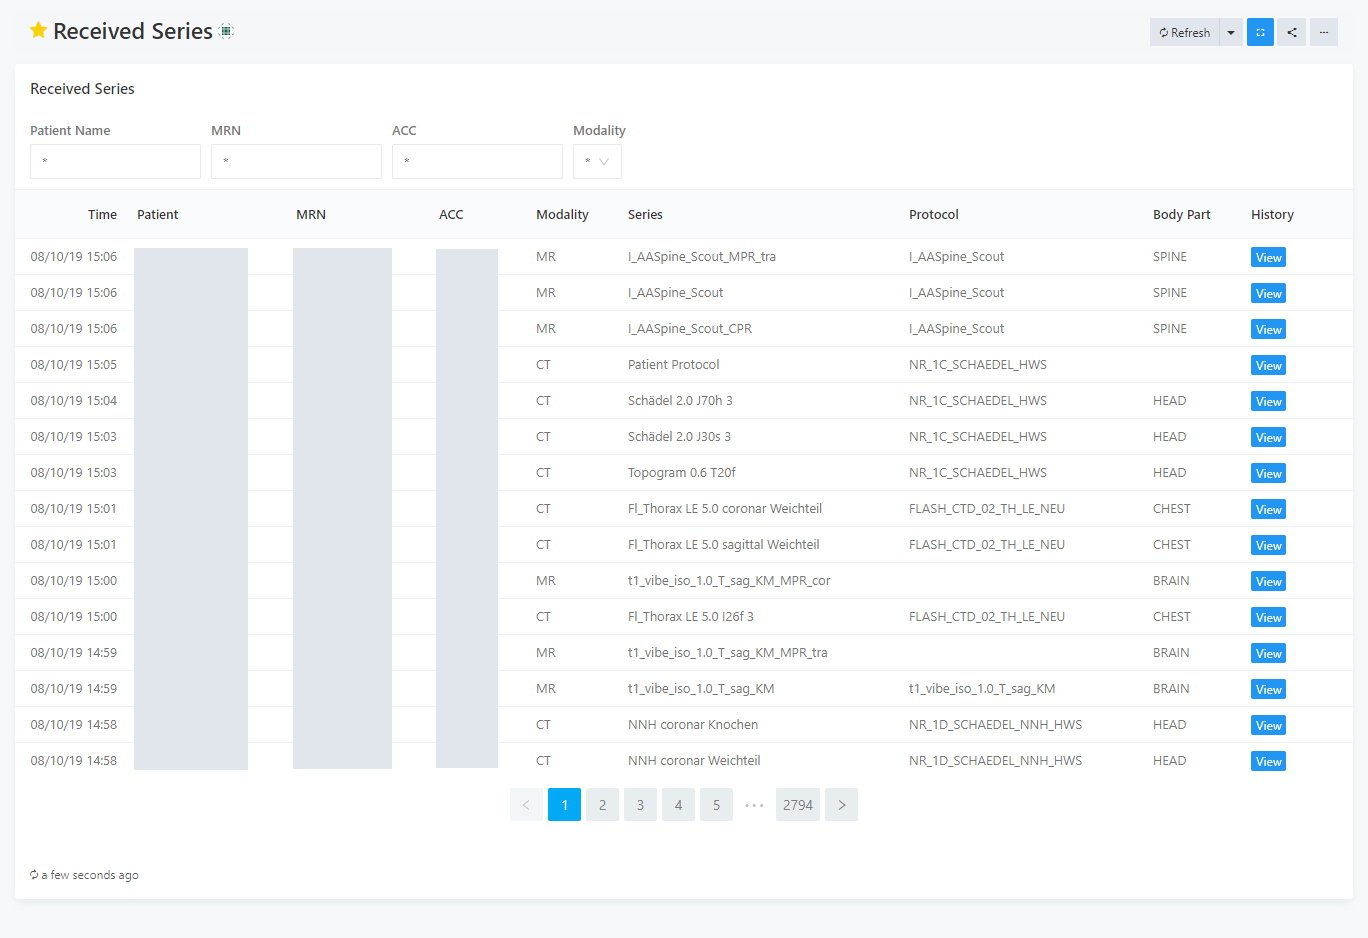 Received Series
Refresh
Received Series
Patient Name MRN ACC Modality
* * * *
Time Patient MRN ACC Modality Series Protocol Body Part History
08/10/19 15:06 MR I_AASpine_Scout_MPR_tra I_AASpine_Scout SPINE View
08/10/19 15:06 MR I_AASpine_Scout I_AASpine_Scout SPINE View
08/10/19 15:06 MR I_AASpine_Scout_CPR I_AASpine_Scout SPINE View
08/10/19 15:05 CT Patient Protocol NR_1C_SCHAEDEL_HWS View
08/10/19 15:04 CT Schädel 2.0 J70h 3 NR_1C_SCHAEDEL_HWS HEAD View
08/10/19 15:03 CT Schädel 2.0 J30s 3 NR_1C_SCHAEDEL_HWS HEAD View
08/10/19 15:03 CT Topogram 0.6 T20f NR_1C_SCHAEDEL_HWS HEAD View
08/10/19 15:01 CT Fl_Thorax LE 5.0 coronar Weichteil FLASH_CTD_02_TH_LE_NEU CHEST View
08/10/19 15:01 CT Fl_Thorax LE 5.0 sagittal Weichteil FLASH_CTD_02_TH_LE_NEU CHEST View
08/10/19 15:00 MR t1_vibe_iso_1.0_T_sag_KM_MPR_cor BRAIN View
08/10/19 15:00 CT Fl_Thorax LE 5.0 I26f 3 FLASH_CTD_02_TH_LE_NEU CHEST View
08/10/19 14:59 MR t1_vibe_iso_1.0_T_sag_KM_MPR_tra BRAIN View
08/10/19 14:59 MR t1_vibe_iso_1.0_T_sag_KM t1_vibe_iso_1.0_T_sag_KM BRAIN View
08/10/19 14:58 CT NNH coronar Knochen NR_1D_SCHAEDEL_NNH_HWS HEAD View
08/10/19 14:58 CT NNH coronar Weichteil NR_1D_SCHAEDEL_NNH_HWS HEAD View
< 1 2 3 4 5 ••• 2794 >
a few seconds ago